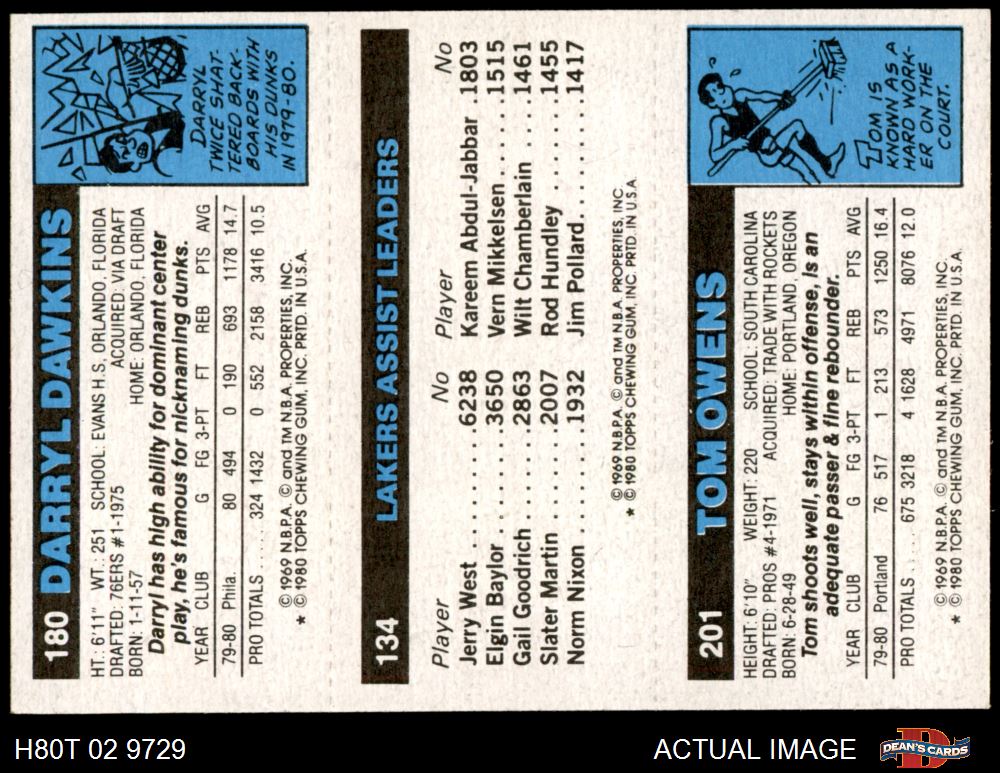 180 DARRYL DAWKINS
HT.: 6'11" WT.: 251 SCHOOL: EVANS H.S, ORLANDO, FLORIDA
DRAFTED: 76ERS #1-1975 ACQUIRED: VIA DRAFT
BORN: 1-11-57 HOME: ORLANDO, FLORIDA
Darryl has high ability for dominant center
play, he's famous for nicknaming dunks.
YEAR CLUB G FG 3-PT FT REB PTS AVG
79-80 Phila. 80 494 0 190 693 1178 14.7
PRO TOTALS..... 324 1432 0 552 2158 3416 10.5
© 1969 N.B.P.A. © and TM N.B.A. PROPERTIES, INC.
* © 1980 TOPPS CHEWING GUM, INC. PRTD. IN U.S.A.
DARRYL
TWICE SHAT-
TERED BACK-
BOARDS WITH
HIS DUNKS
IN 1979-80.
134 LAKERS ASSIST LEADERS
Player No Player No
Jerry West........6238 Kareem Abdul-Jabbar .1803
Elgin Baylor......3650 Vern Mikkelsen.....1515
Gail Goodrich.....2863 Wilt Chamberlain ...1461
Slater Martin.....2007 Rod Hundley.......1455
Norm Nixon.......1932 Jim Pollard........1417
© 1969 N.B.P.A. © and TM N.B.A. PROPERTIES, INC
* © 1980 TOPPS CHEWING GUM, INC. PRTD. IN U.S.A.
201 TOM OWENS
HEIGHT: 6'10" WEIGHT: 220 SCHOOL: SOUTH CAROLINA
DRAFTED: PROS #4-1971 ACQUIRED: TRADE WITH ROCKETS
BORN: 6-28-49 HOME: PORTLAND, OREGON
Tom shoots well, stays within offense, is an
adequate passer & fine rebounder.
YEAR CLUB G FG 3-PT FT REB PTS AVG
79-80 Portland 76 517 1 213 573 1250 16.4
PRO TOTALS... 675 3218 4 1628 4971 8076 12.0
© 1969 N.B.P.A. © and TM N.B.A. PROPERTIES, INC.
* © 1980 TOPPS CHEWING GUM, INC. PRTD. IN U.S.A.
TOM IS
KNOWN AS A
HARD WORK-
ER ON THE
COURT.
H80T 02 9729 ACTUAL IMAGE DEAN'S CARDS